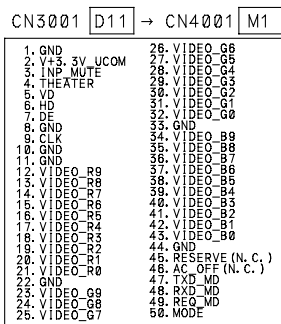 CN3001 D11 → CN4001 M1
1. GND
2. V+3.3V_UCOM
3. INP_MUTE
4. THEATER
5. VD
6. HD
7. DE
8. GND
9. CLK
10. GND
11. GND
12. VIDEO_R9
13. VIDEO_R8
14. VIDEO_R7
15. VIDEO_R6
16. VIDEO_R5
17. VIDEO_R4
18. VIDEO_R3
19. VIDEO_R2
20. VIDEO_R1
21. VIDEO_R0
22. GND
23. VIDEO_G9
24. VIDEO_G8
25. VIDEO_G7
26. VIDEO_G6
27. VIDEO_G5
28. VIDEO_G4
29. VIDEO_G3
30. VIDEO_G2
31. VIDEO_G1
32. VIDEO_G0
33. GND
34. VIDEO_B9
35. VIDEO_B8
36. VIDEO_B7
37. VIDEO_B6
38. VIDEO_B5
39. VIDEO_B4
40. VIDEO_B3
41. VIDEO_B2
42. VIDEO_B1
43. VIDEO_B0
44. GND
45. RESERVE(N.C.)
46. AC_OFF(N.C.)
47. TXD_MD
48. RXD_MD
49. REQ_MD
50. MODE